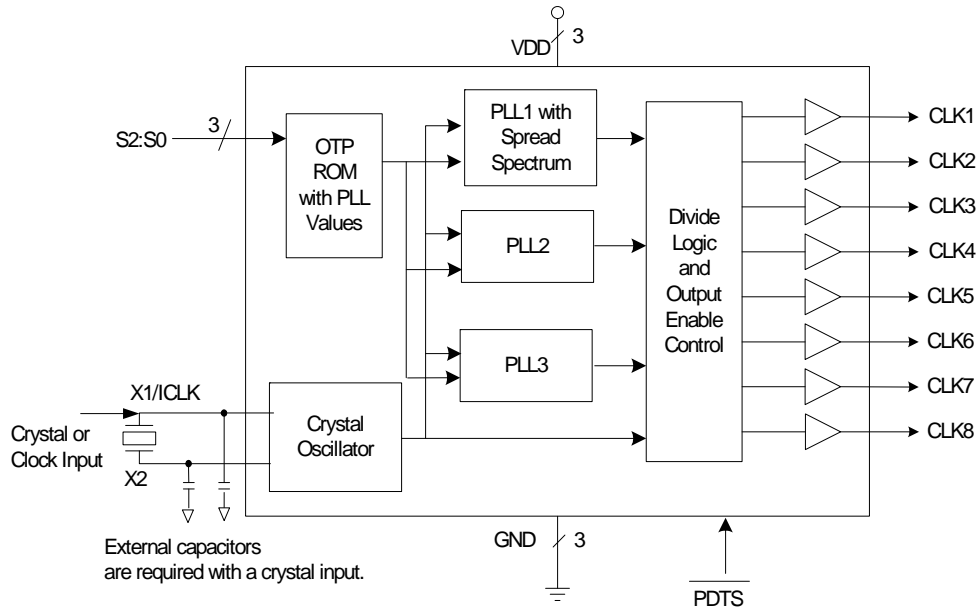 VDD
3
S2:S0
3
OTP
ROM
with PLL
Values
PLL1 with
Spread
Spectrum
PLL2
PLL3
Divide
Logic
and
Output
Enable
Control
CLK1
CLK2
CLK3
CLK4
CLK5
CLK6
CLK7
CLK8
X1/ICLK
Crystal or
Clock Input
X2
Crystal
Oscillator
External capacitors
are required with a crystal input.
GND
3
PDTS